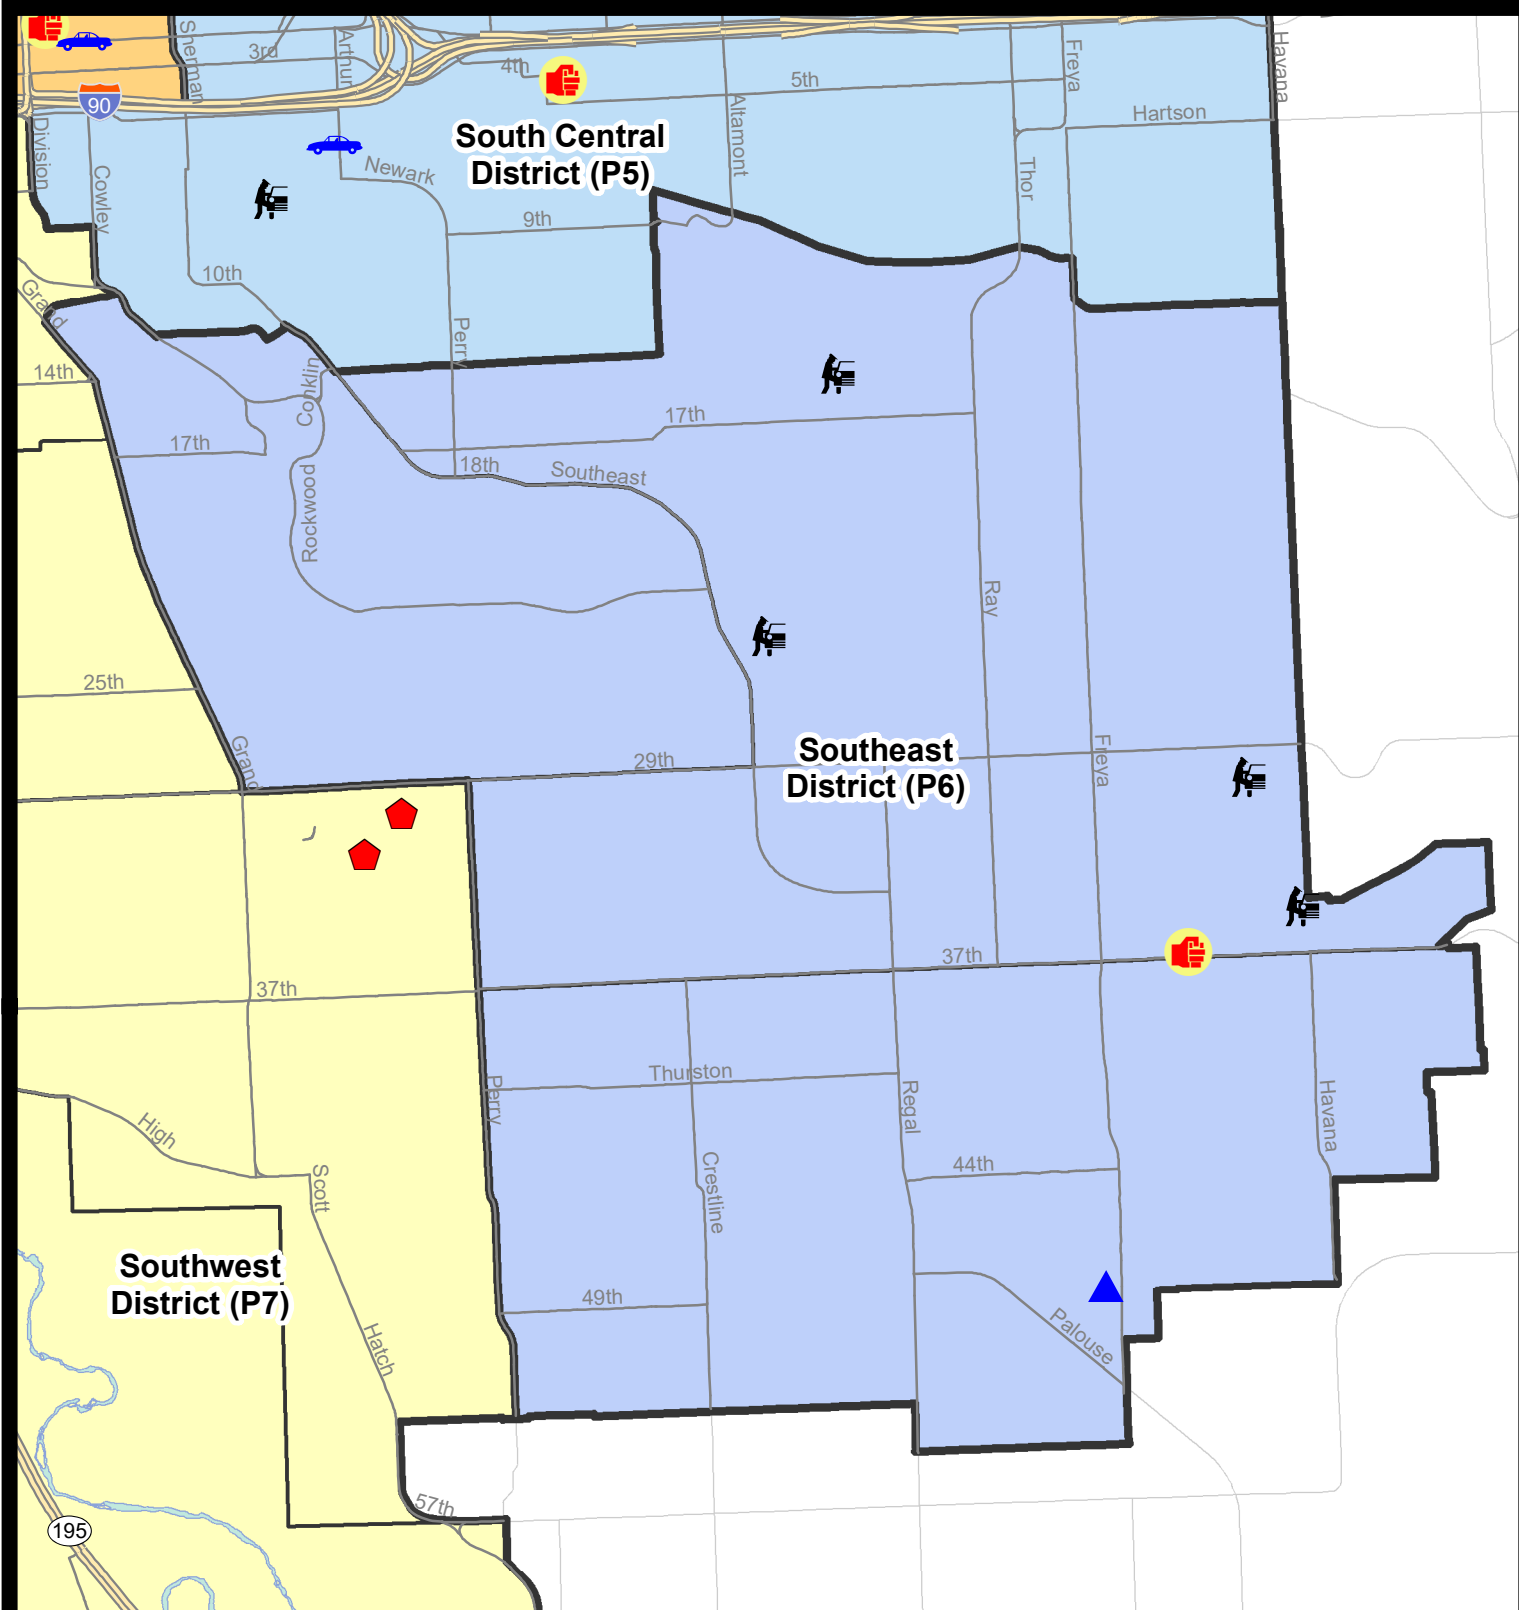 Sherman
3rd
Arthur
4th
5th
Freya
Havana
90
Division
Cowley
Newark
South Central
District (P5)
Altamont
Hartson
Thor
9th
10th
Grand
Perry
14th
Conklin
17th
17th
18th
Southeast
Rockwood
Ray
25th
Grand
29th
Southeast
District (P6)
Freya
37th
37th
Thurston
Perry
Regal
Havana
High
Scott
Crestline
44th
Southwest
District (P7)
49th
Hatch
Palouse
57th
195